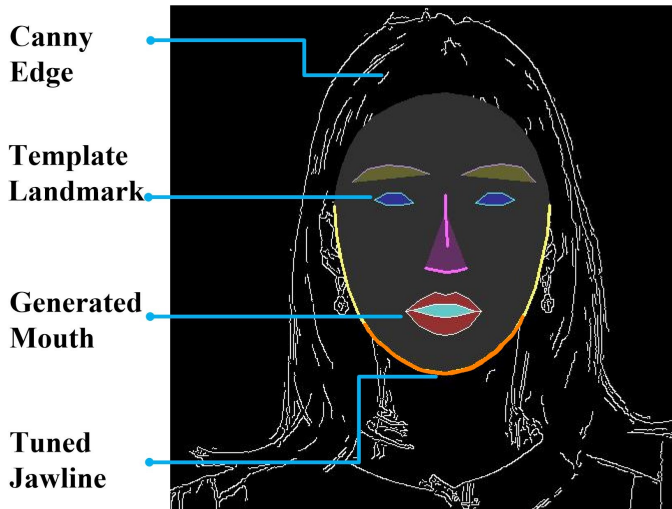 Canny
Edge
Template
Landmark
Generated
Mouth
Tuned
Jawline